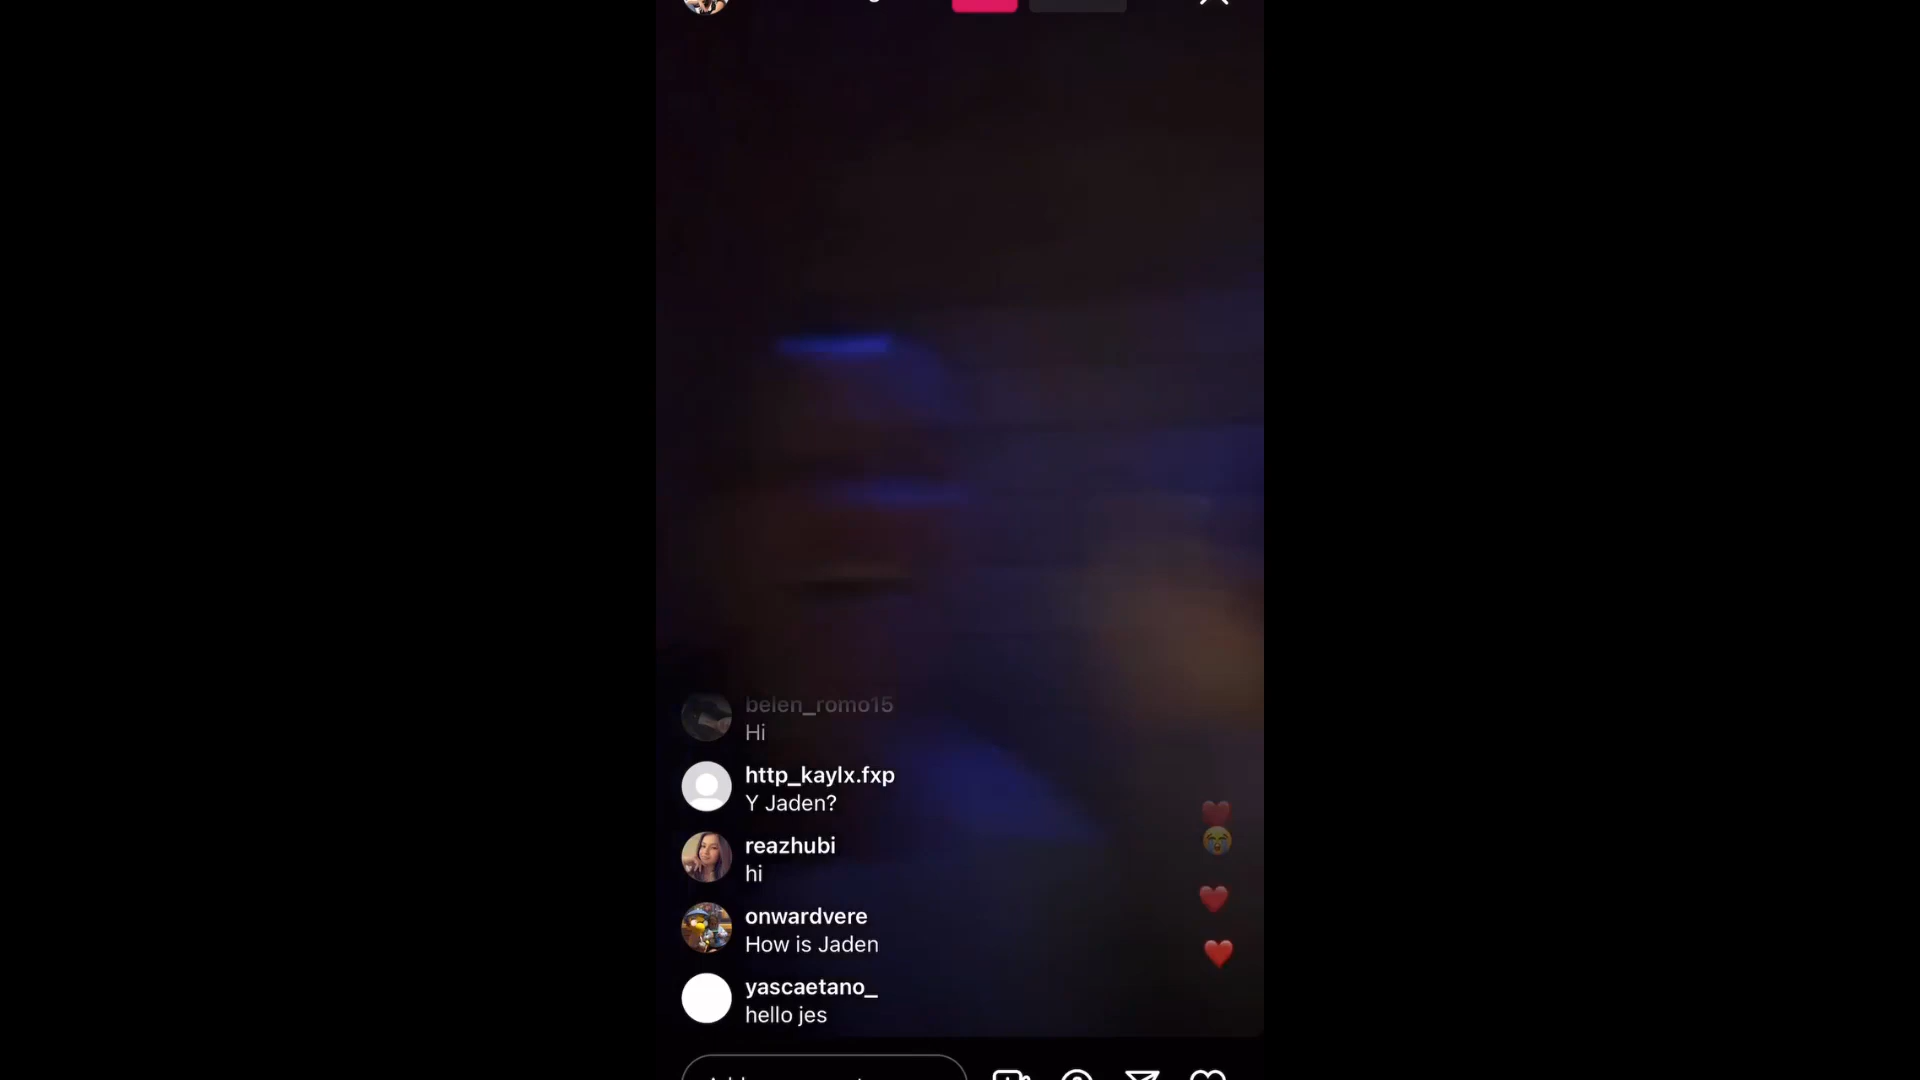 belen_romo15
Hi
http_kaylx.fxp
Y Jaden?
reazhubi
hi
onwardvere
How is Jaden
yascaetano_
hello jes